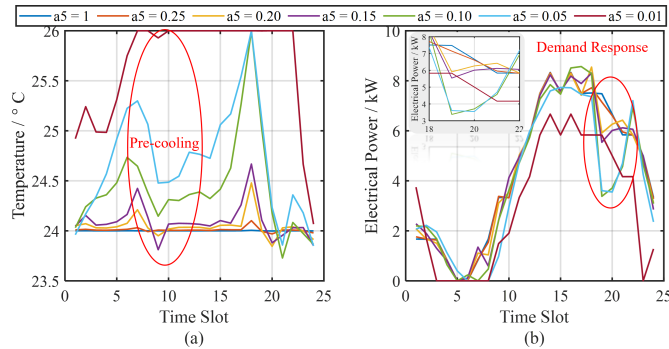 a5 = 1 a5 = 0.25 a5 = 0.20 a5 = 0.15 a5 = 0.10 a5 = 0.05 a5 = 0.01
26
25.5
25
24.5
24
23.5
0 5 10 15 20 25
Temperature / ° C
Time Slot
Pre-cooling
(a)
10
8
6
4
2
0
0 5 10 15 20 25
Electrical Power / kW
Time Slot
Demand Response
8
7
6
5
4
3
18 20 22
Electrical Power / kW
(b)